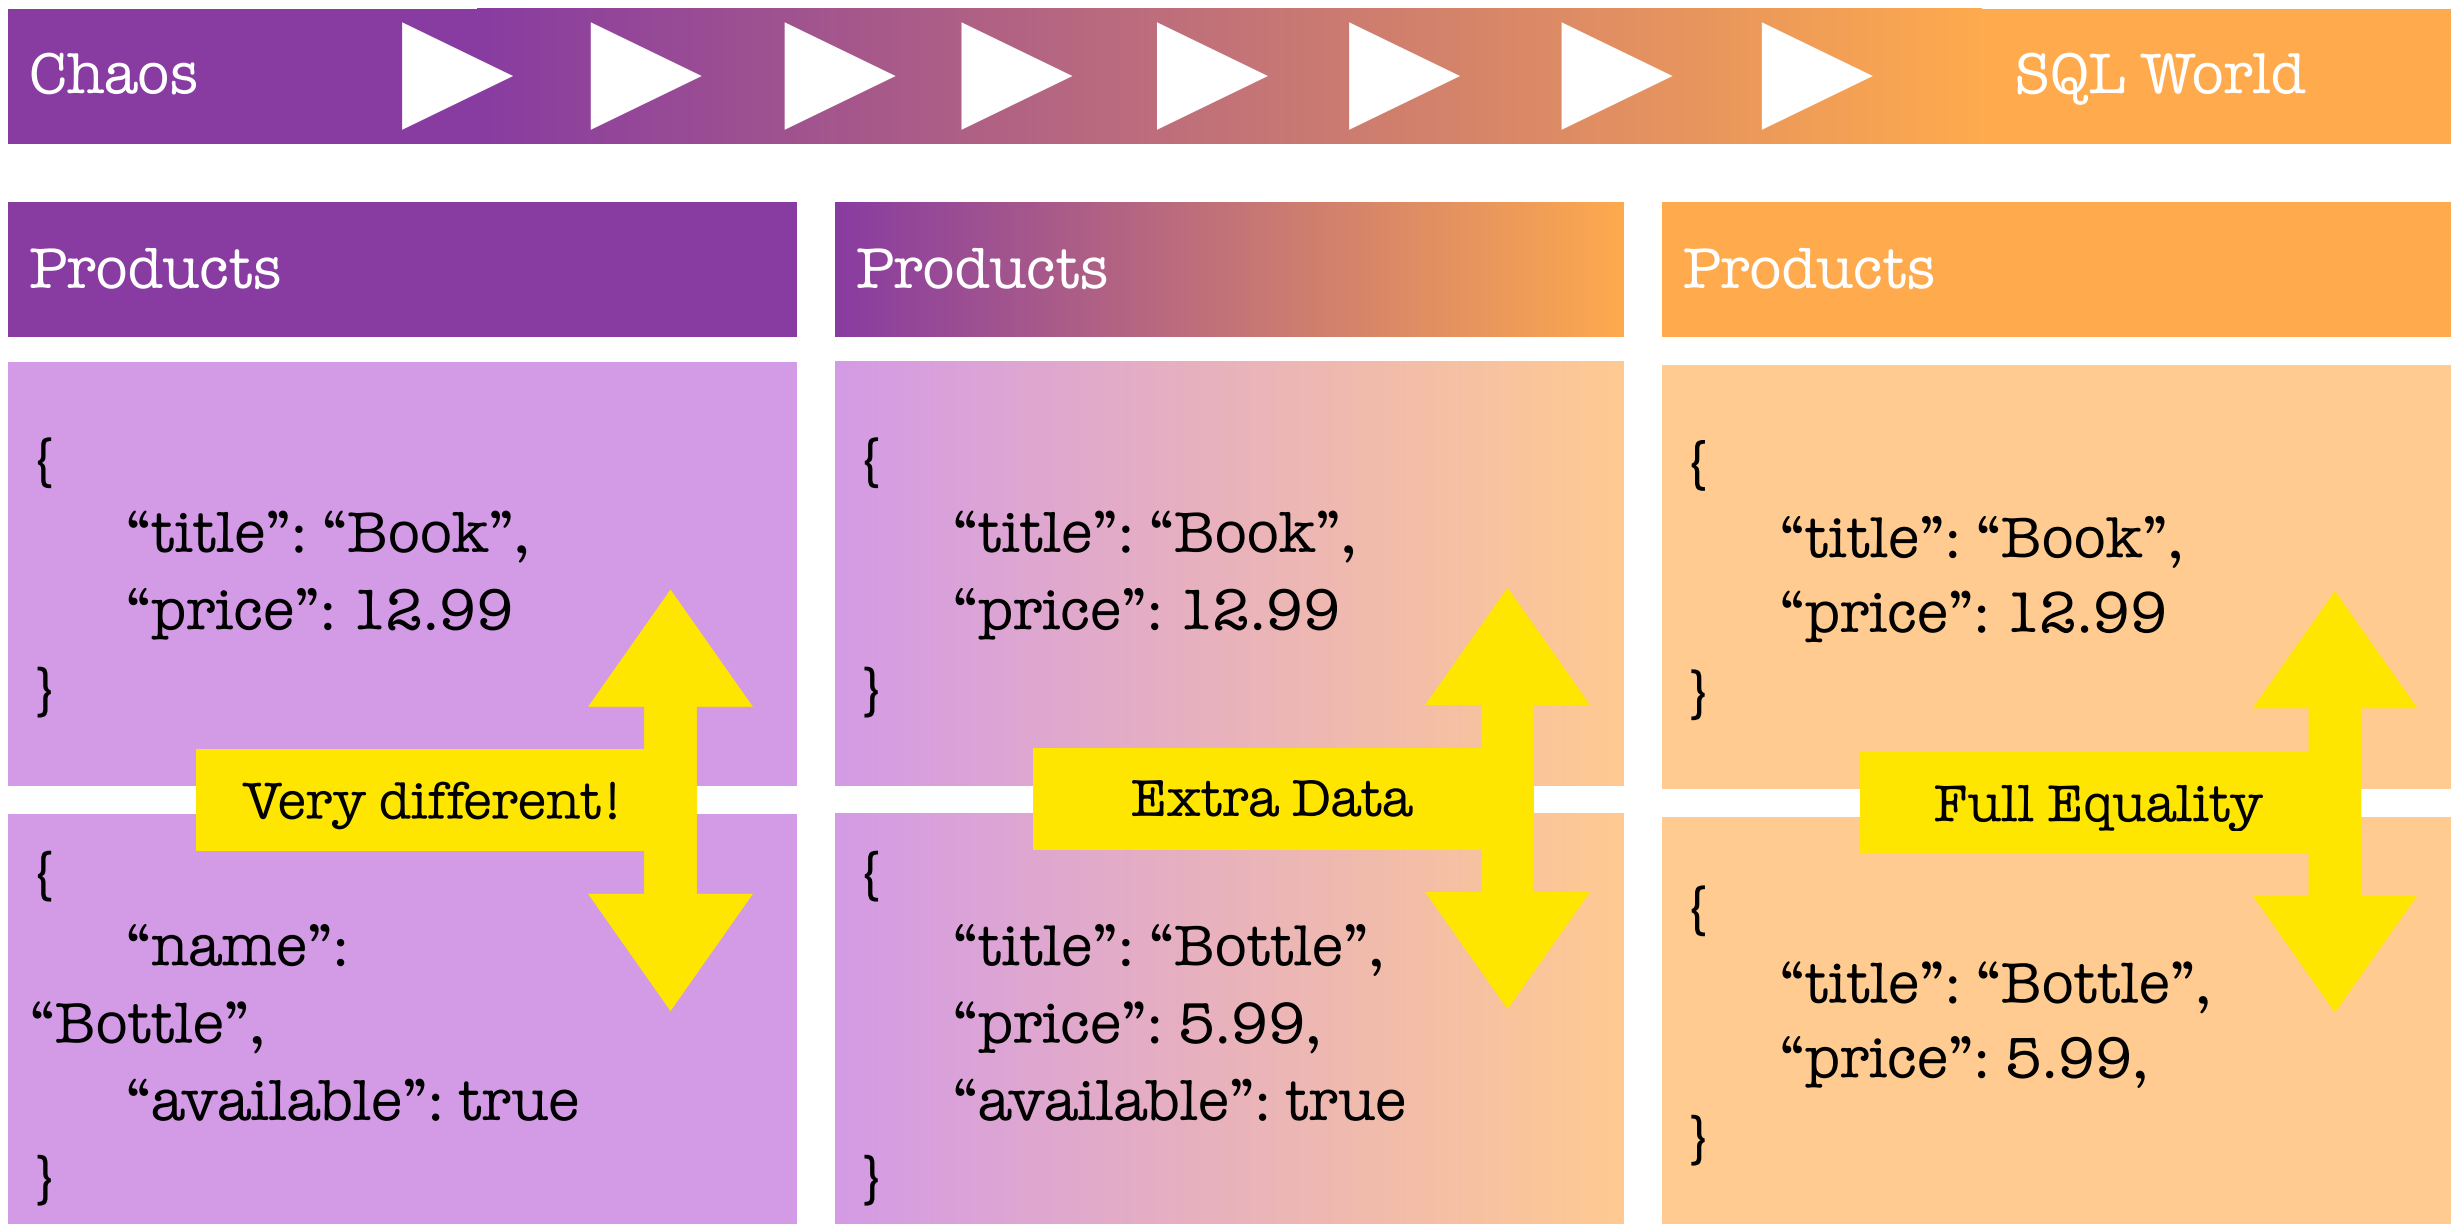 Chaos
SQL World
Products
{
“title”: “Book”,
“price”: 12.99
}
Very different!
{
“name”:
“Bottle”,
“available”: true
}
Products
{
“title”: “Book”,
“price”: 12.99
}
Extra Data
{
“title”: “Bottle”,
“price”: 5.99,
“available”: true
}
Products
{
“title”: “Book”,
“price”: 12.99
}
Full Equality
{
“title”: “Bottle”,
“price”: 5.99,
}